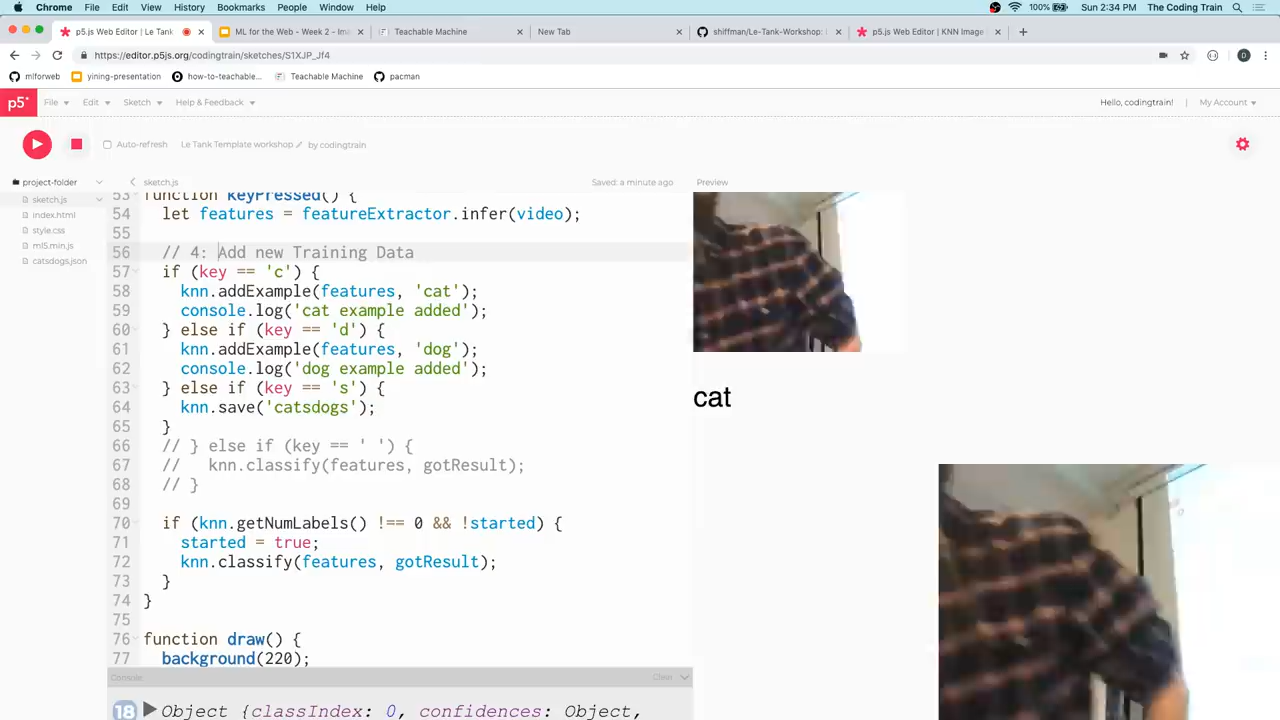 Chrome File Edit View History Bookmarks People Window Help 100% Sun 2:34 PM The Coding Train
p5.js Web Editor | Le Tank ML for the Web - Week 2 - Im Teachable Machine New Tab shiffman/Le-Tank-Workshop: p5.js Web Editor | KNN Image
https://editor.p5js.org/codingtrain/sketches/S1XJP_Jf4
mlforweb yining-presentation how-to-teachable... Teachable Machine pacman
p5* File Edit Sketch Help & Feedback Hello, codingtrain! | My Account
Auto-refresh Le Tank Template workshop by codingtrain
project-folder sketch.js Saved: a minute ago Preview
sketch.js
index.html
style.css
ml5.min.js
catsdogs.json
53 function keyPressed() {
54 let features = featureExtractor.infer(video);
55
56 // 4: Add new Training Data
57 if (key == 'c') {
58 knn.addExample(features, 'cat');
59 console.log('cat example added');
60 } else if (key == 'd') {
61 knn.addExample(features, 'dog');
62 console.log('dog example added');
63 } else if (key == 's') {
64 knn.save('catsdogs');
65 }
66 // } else if (key == ' ') {
67 // knn.classify(features, gotResult);
68 // }
69
70 if (knn.getNumLabels() !== 0 && !started) {
71 started = true;
72 knn.classify(features, gotResult);
73 }
74 }
75
76 function draw() {
77 background(220);
cat
Console: Clear
18 Object {classIndex: 0, confidences: Object,